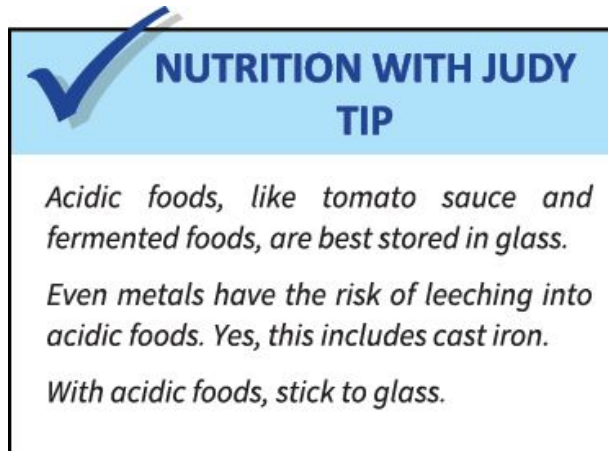 NUTRITION WITH JUDY
TIP
Acidic foods, like tomato sauce and
fermented foods, are best stored in glass.
Even metals have the risk of leeching into
acidic foods. Yes, this includes cast iron.
With acidic foods, stick to glass.